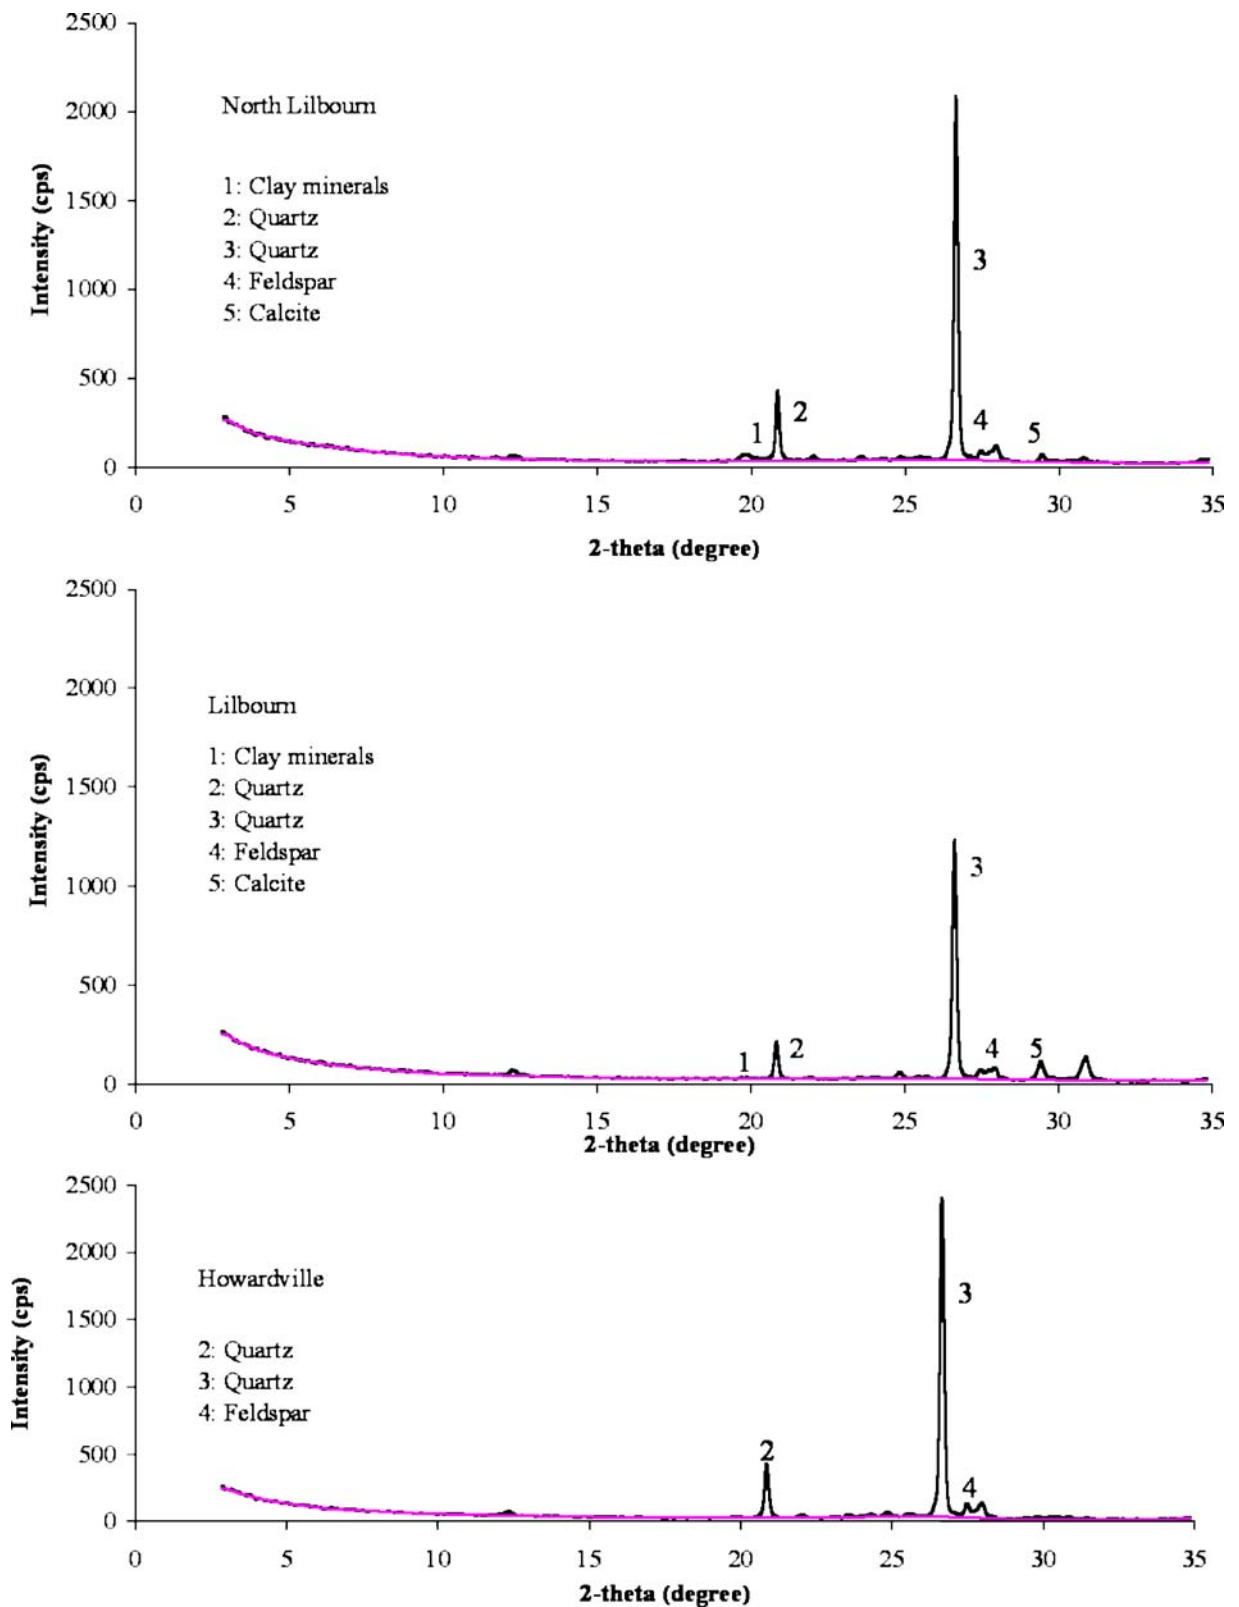 2500
2000
1500
1000
500
0
Intensity (cps)
North Lilbourn
1: Clay minerals
2: Quartz
3: Quartz
4: Feldspar
5: Calcite
1
2
3
4
5
0 5 10 15 20 25 30 35
2-theta (degree)
2500
2000
1500
1000
500
0
Intensity (cps)
Lilbourn
1: Clay minerals
2: Quartz
3: Quartz
4: Feldspar
5: Calcite
1
2
3
4
5
0 5 10 15 20 25 30 35
2-theta (degree)
2500
2000
1500
1000
500
0
Intensity (cps)
Howardville
2: Quartz
3: Quartz
4: Feldspar
2
3
4
0 5 10 15 20 25 30 35
2-theta (degree)